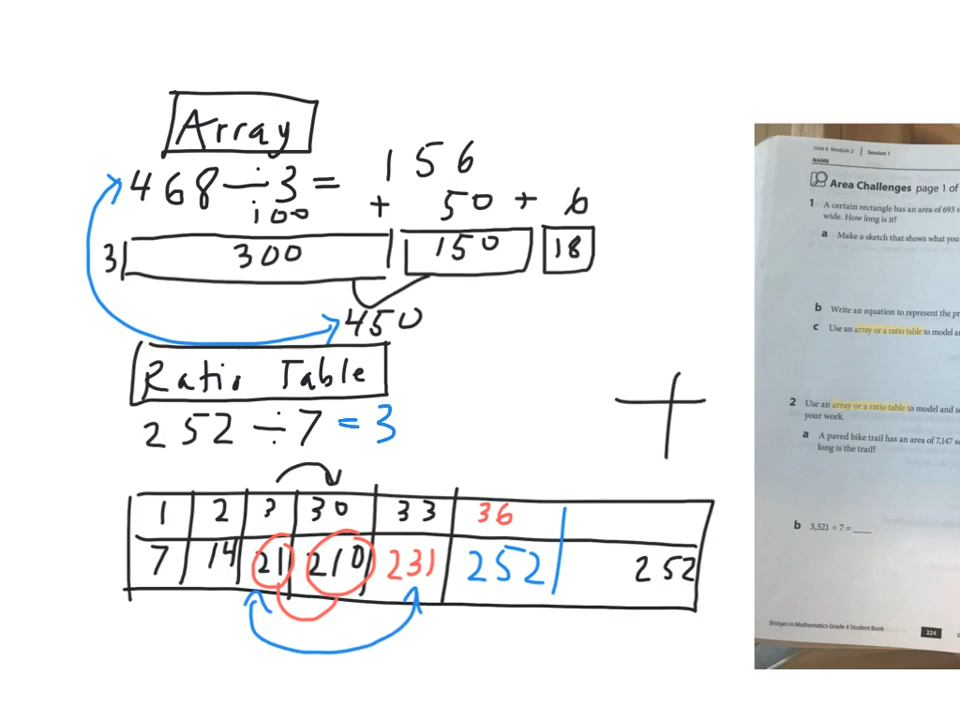 Array
468 ÷ 3 = 156
100 + 50 + 6
3 300 150 18
450
Ratio Table
252 ÷ 7 = 3
1 2 3 30 33 36
7 14 21 210 231 252 252
Unit 6 Module 2 | Session 1
NAME
Area Challenges page 1 of
1 A certain rectangle has an area of 693 s
wide. How long is it?
a Make a sketch that shows what you
b Write an equation to represent the pr
c Use an array or a ratio table to model an
2 Use an array or a ratio table to model and s
your work.
a A paved bike trail has an area of 7,147 s
long is the trail?
b 3,521 ÷ 7 = ____
Bridges in Mathematics Grade 4 Student Book
224